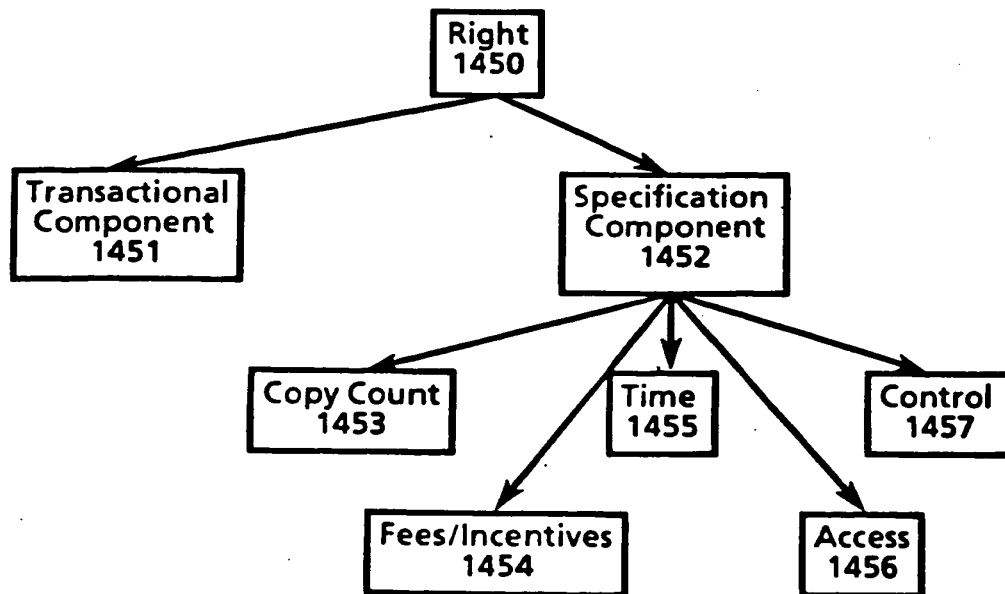 Right
1450
Transactional
Component
1451
Specification
Component
1452
Copy Count
1453
Time
1455
Control
1457
Fees/Incentives
1454
Access
1456